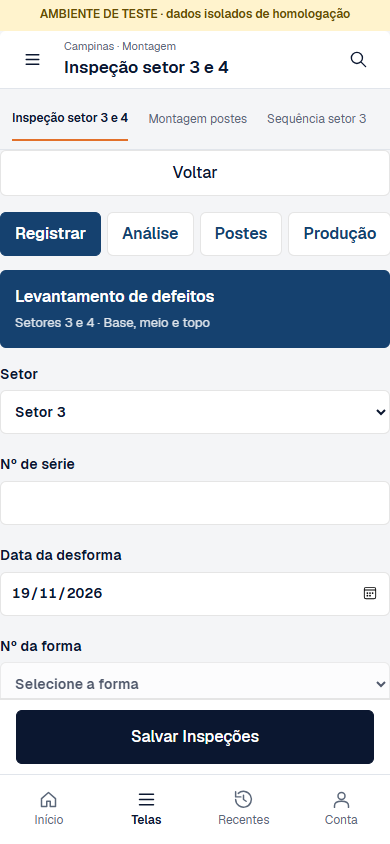 AMBIENTE DE TESTE · dados isolados de homologação
Campinas · Montagem
Inspeção setor 3 e 4
Inspeção setor 3 e 4
Montagem postes
Sequência setor 3
Voltar
Registrar
Análise
Postes
Produção
Levantamento de defeitos
Setores 3 e 4 · Base, meio e topo
Setor
Setor 3
Nº de série
Data da desforma
19/11/2026
Nº da forma
Selecione a forma
Salvar Inspeções
Início
Telas
Recentes
Conta